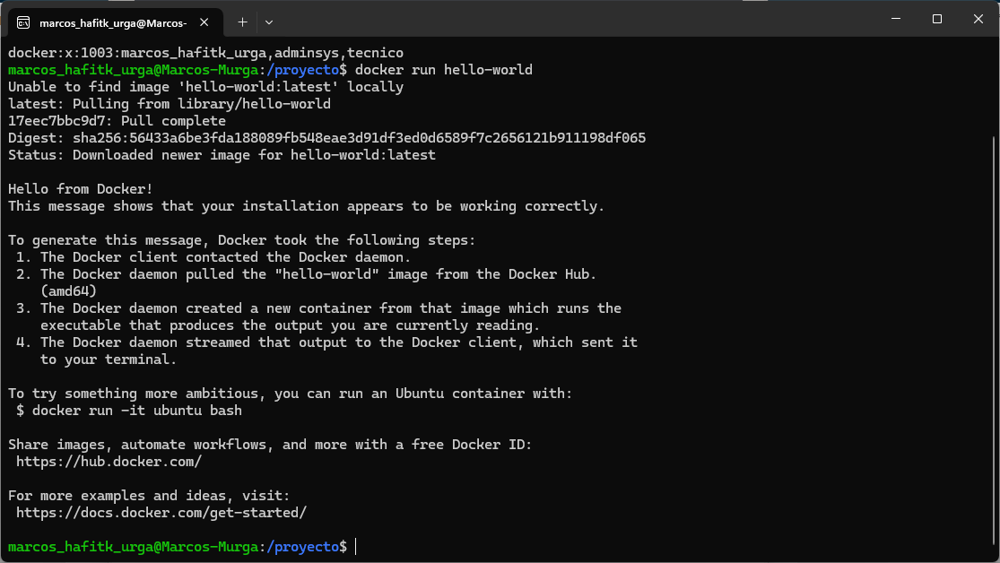 marcos_hafitk_urga@Marcos-
docker:x:1003:marcos_hafitk_urga,adminsys,tecnico
marcos_hafitk_urga@Marcos-Murga:/proyecto$ docker run hello-world
Unable to find image 'hello-world:latest' locally
latest: Pulling from library/hello-world
17eec7bbc9d7: Pull complete
Digest: sha256:56433a6be3fda188089fb548eae3d91df3ed0d6589f7c2656121b911198df065
Status: Downloaded newer image for hello-world:latest

Hello from Docker!
This message shows that your installation appears to be working correctly.

To generate this message, Docker took the following steps:
 1. The Docker client contacted the Docker daemon.
 2. The Docker daemon pulled the "hello-world" image from the Docker Hub.
    (amd64)
 3. The Docker daemon created a new container from that image which runs the
    executable that produces the output you are currently reading.
 4. The Docker daemon streamed that output to the Docker client, which sent it
    to your terminal.

To try something more ambitious, you can run an Ubuntu container with:
 $ docker run -it ubuntu bash

Share images, automate workflows, and more with a free Docker ID:
 https://hub.docker.com/

For more examples and ideas, visit:
 https://docs.docker.com/get-started/

marcos_hafitk_urga@Marcos-Murga:/proyecto$